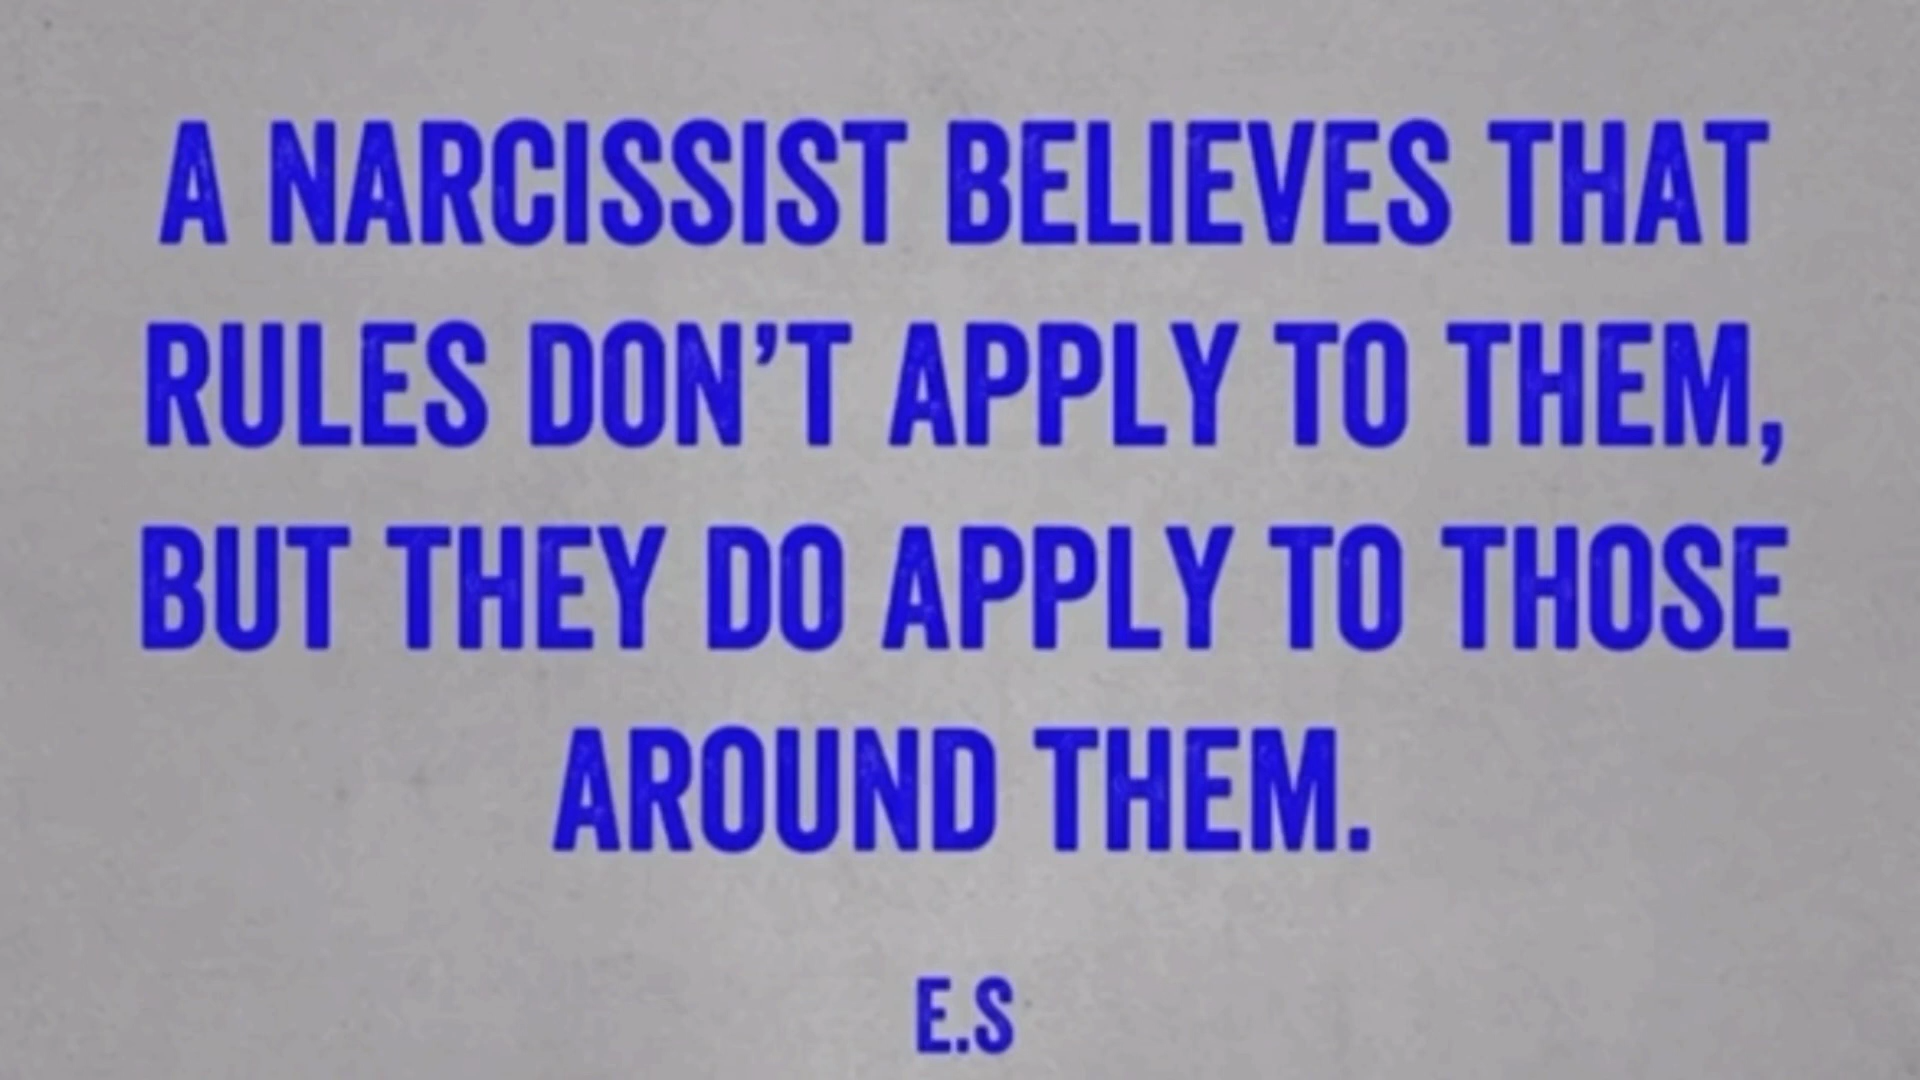 A NARCISSIST BELIEVES THAT
RULES DON’T APPLY TO THEM,
BUT THEY DO APPLY TO THOSE
AROUND THEM.
E.S